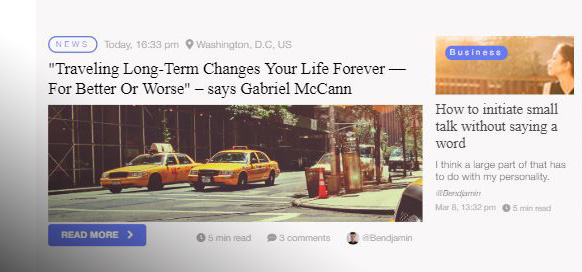 NEWS Today, 16:33 pm Washington, D.C, US
"Traveling Long-Term Changes Your Life Forever —
For Better Or Worse" – says Gabriel McCann
READ MORE
5 min read 3 comments @Bendjamin
Business
How to initiate small
talk without saying a
word
I think a large part of that has
to do with my personality.
@Bendjamin
Mar 8, 13:32 pm 5 min read